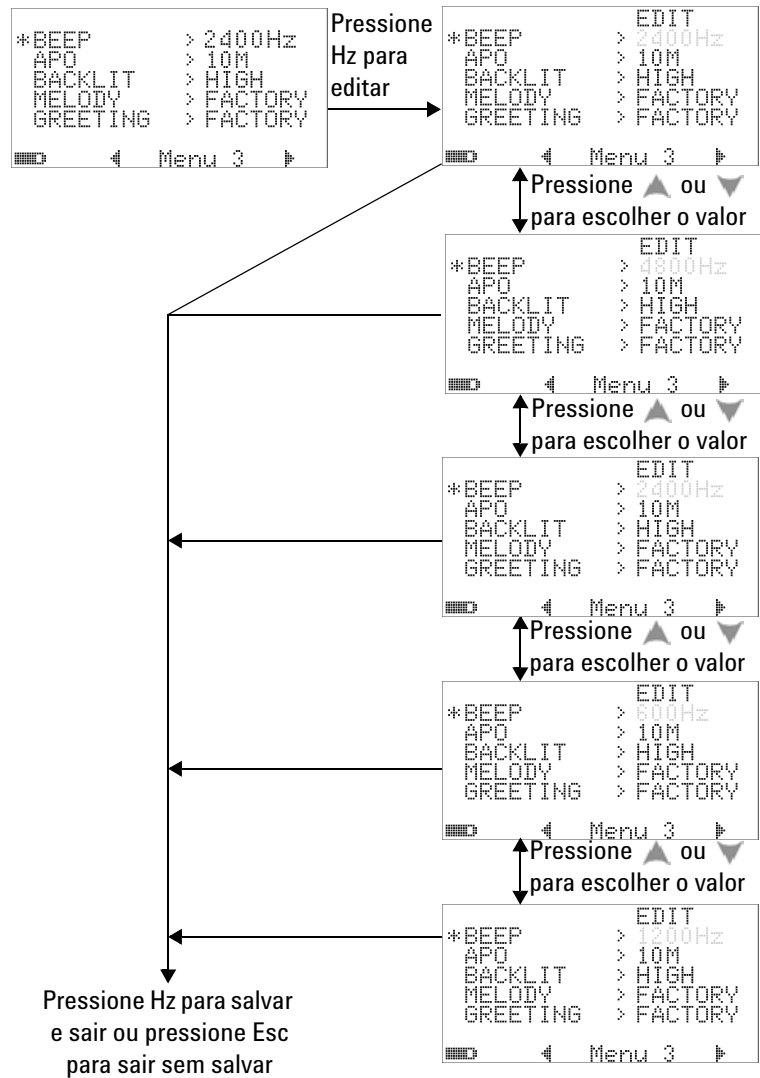 *BEEP > 2400Hz
APO > 10M
BACKLIT > HIGH
MELODY > FACTORY
GREETING > FACTORY
Menu 3
Pressione
Hz para
editar
EDIT
*BEEP > 2400Hz
APO > 10M
BACKLIT > HIGH
MELODY > FACTORY
GREETING > FACTORY
Menu 3
Pressione ou
para escolher o valor
EDIT
*BEEP > 4800Hz
APO > 10M
BACKLIT > HIGH
MELODY > FACTORY
GREETING > FACTORY
Menu 3
Pressione ou
para escolher o valor
EDIT
*BEEP > 2400Hz
APO > 10M
BACKLIT > HIGH
MELODY > FACTORY
GREETING > FACTORY
Menu 3
Pressione ou
para escolher o valor
EDIT
*BEEP > 600Hz
APO > 10M
BACKLIT > HIGH
MELODY > FACTORY
GREETING > FACTORY
Menu 3
Pressione ou
para escolher o valor
EDIT
*BEEP > 1200Hz
APO > 10M
BACKLIT > HIGH
MELODY > FACTORY
GREETING > FACTORY
Menu 3
Pressione Hz para salvar
e sair ou pressione Esc
para sair sem salvar